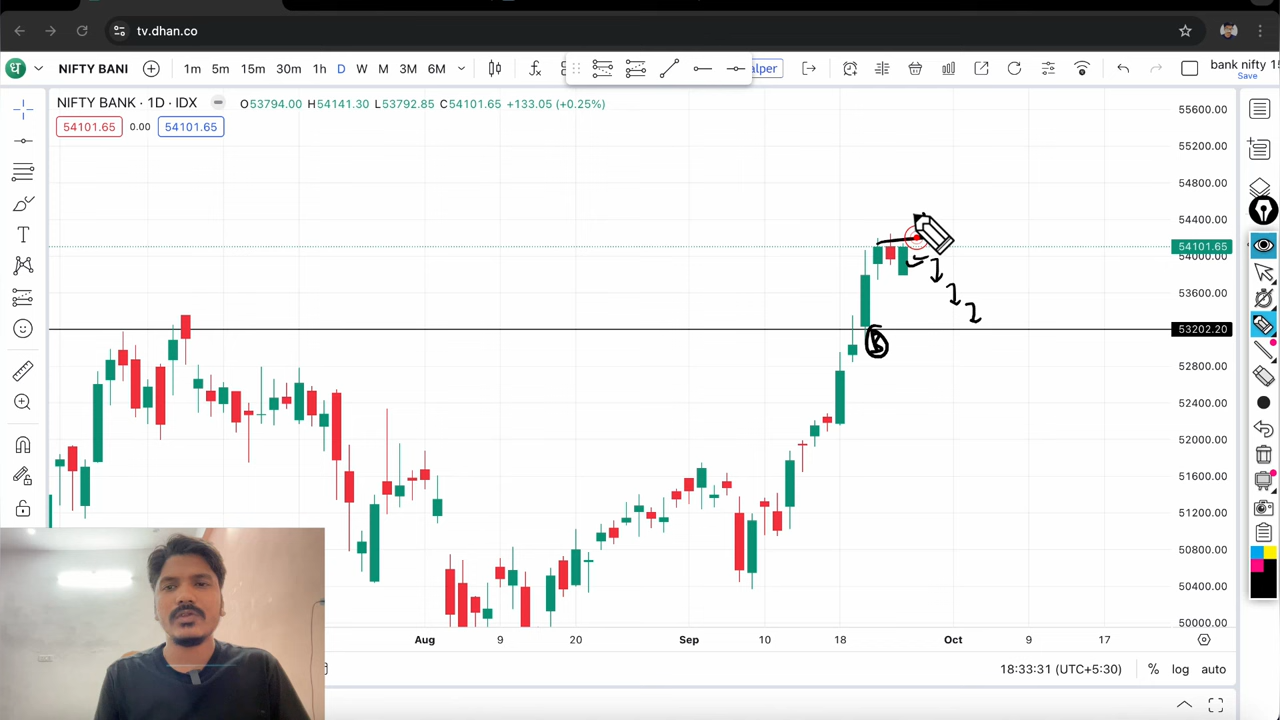 tv.dhan.co
ध NIFTY BANI 1m 5m 15m 30m 1h D W M 3M 6M alper bank nifty 15
Save
NIFTY BANK · 1D · IDX O53794.00 H54141.30 L53792.85 C54101.65 +133.05 (+0.25%)
54101.65 0.00 54101.65
55600.00
55200.00
54800.00
54400.00
54101.65
54000.00
53600.00
53202.20
52800.00
52400.00
52000.00
51600.00
51200.00
50800.00
50400.00
50000.00
Aug 9 20 Sep 10 18 Oct 9 17
18:33:31 (UTC+5:30) % log auto